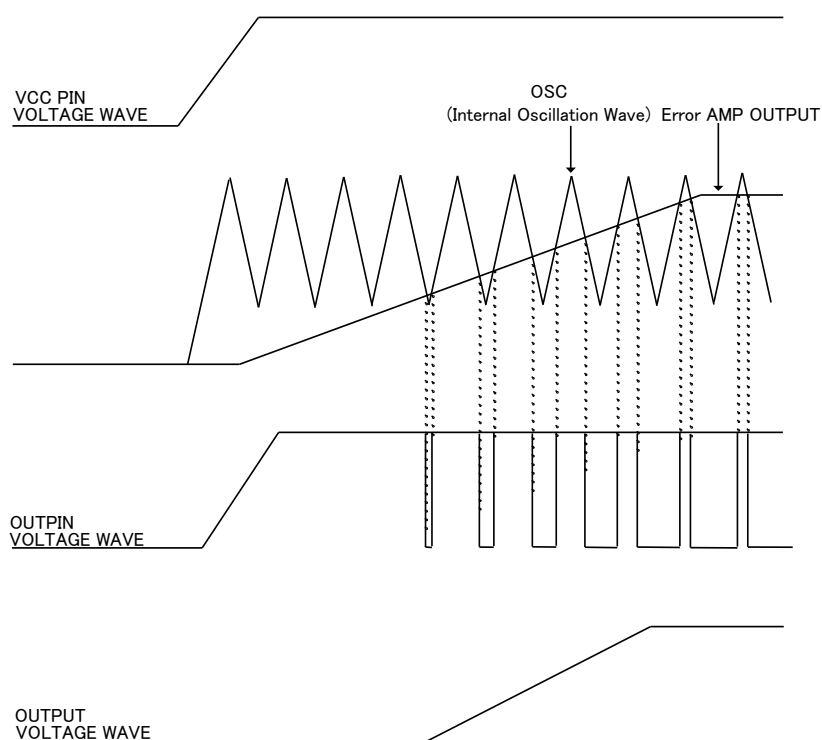 VCC PIN
VOLTAGE WAVE
OSC
(Internal Oscillation Wave) Error AMP OUTPUT
OUTPIN
VOLTAGE WAVE
OUTPUT
VOLTAGE WAVE